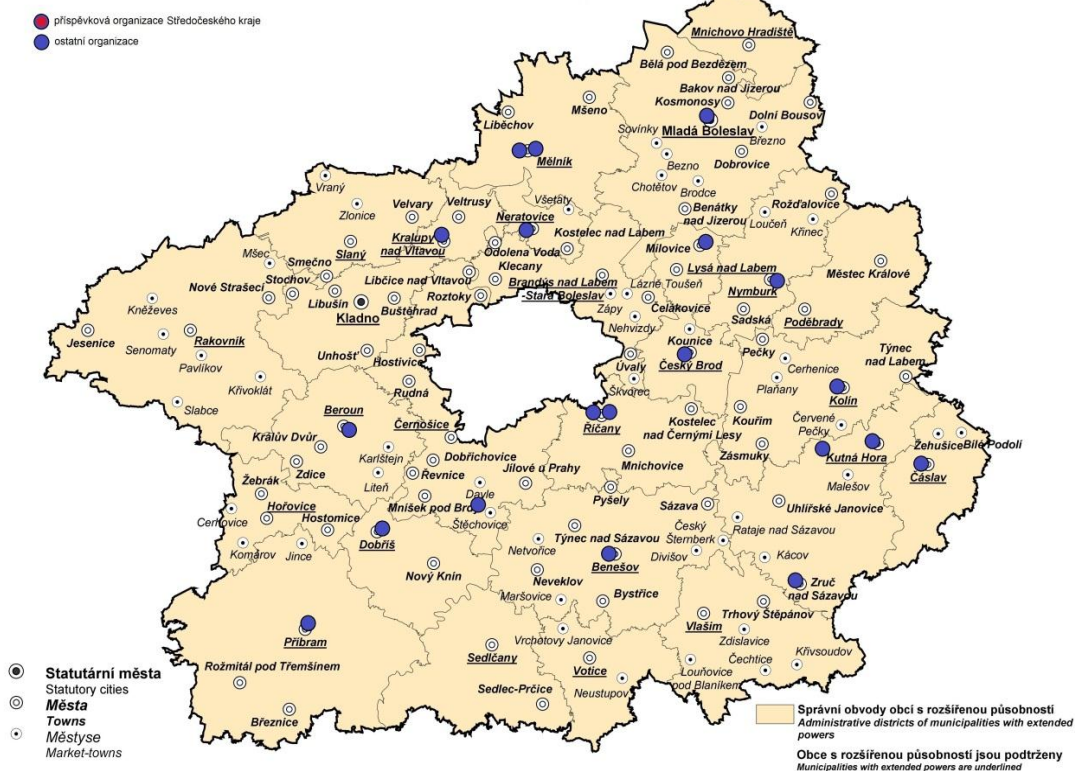 příspěvková organizace Středočeského kraje
ostatní organizace
Mnichovo Hradiště
Bělá pod Bezdězem
Bakov nad Jizerou
Mšeno
Kosmonosy
Liběchov
Dolní Bousov
Sovínky
Mladá Boleslav
Březno
Bezno
Dobrovice
Mělník
Chotětov
Brodce
Vraný
Všetaty
Benátky
nad Jizerou
Rožďalovice
Zlonice
Velvary
Veltrusy
Neratovice
Loučeň
Křinec
Kralupy
nad Vltavou
Kostelec nad Labem
Milovice
Slaný
Odolena Voda
Mšec
Smečno
Klecany
Lysá nad Labem
Městec Králové
Stochov
Libčice nad Vltavou
Brandýs nad Labem
-Stará Boleslav
Lázně Toušeň
Nymburk
Nové Strašecí
Libušín
Roztoky
Kněževes
Buštěhrad
Zápy
Čelákovice
Kladno
Nehvizdy
Sadská
Poděbrady
Jesenice
Senomaty
Rakovník
Kounice
Pečky
Týnec
nad Labem
Pavlíkov
Unhošť
Hostivice
Úvaly
Český Brod
Cerhenice
Křivoklát
Rudná
Škvorec
Plaňany
Kolín
Slabce
Beroun
Černošice
Říčany
Kostelec
nad Černými Lesy
Kouřim
Červené
Pečky
Králův Dvůr
Karlštejn
Dobřichovice
Zásmuky
Kutná Hora
Žehušice
Bílé Podolí
Zdice
Řevnice
Jílové u Prahy
Mnichovice
Čáslav
Žebrák
Liteň
Malešov
Davle
Hořovice
Mníšek pod Brdy
Pyšely
Sázava
Uhlířské Janovice
Cerhovice
Hostomice
Štěchovice
Český
Šternberk
Rataje nad Sázavou
Týnec nad Sázavou
Komárov
Jince
Dobříš
Netvořice
Divišov
Kácov
Benešov
Nový Knín
Neveklov
Zruč
nad Sázavou
Maršovice
Bystřice
Trhový Štěpánov
Příbram
Vlašim
Vrchotovy Janovice
Zdislavice
Sedlčany
Rožmitál pod Třemšínem
Votice
Čechtice
Křivsoudov
Louňovice
pod Blaníkem
Neustupov
Sedlec-Prčice
Březnice
Statutární města
Statutory cities
Města
Towns
Městyse
Market-towns
Správní obvody obcí s rozšířenou působností
Administrative districts of municipalities with extended
powers
Obce s rozšířenou působností jsou podtrženy
Municipalities with extended powers are underlined